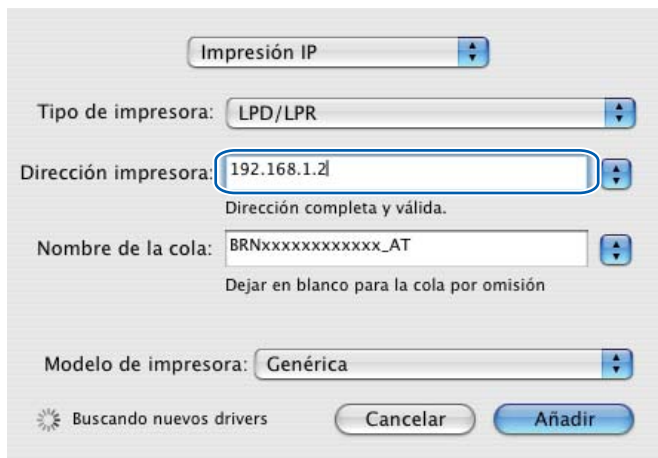 Impresión IP
Tipo de impresora: LPD/LPR
Dirección impresora: 192.168.1.2
Dirección completa y válida.
Nombre de la cola: BRNxxxxxxxxxxxx_AT
Dejar en blanco para la cola por omisión
Modelo de impresora: Genérica
Buscando nuevos drivers Cancelar Añadir